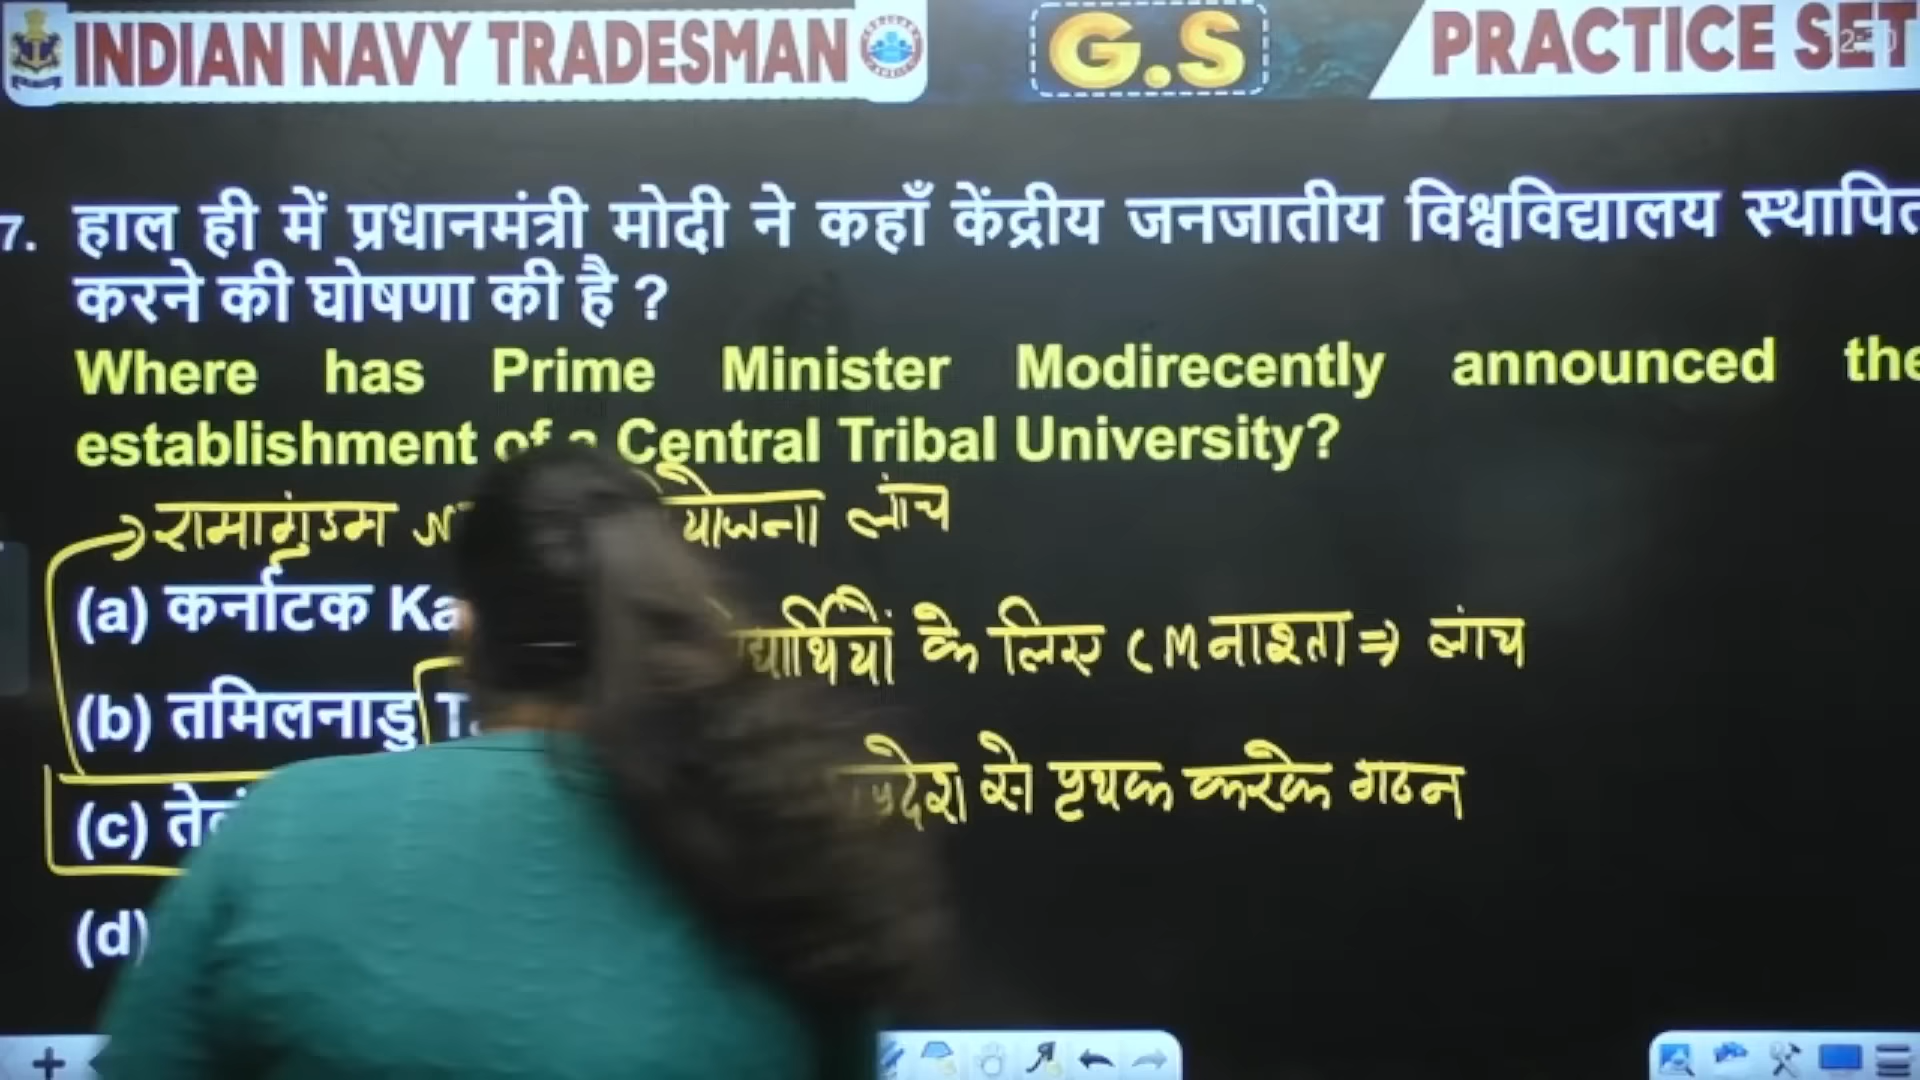 INDIAN NAVY TRADESMAN G.S PRACTICE SET
7. हाल ही में प्रधानमंत्री मोदी ने कहाँ केंद्रीय जनजातीय विश्वविद्यालय स्थापित
करने की घोषणा की है ?
Where has Prime Minister Modirecently announced the
establishment of a Central Tribal University?
रामागुंडम योजना लांच
(a) कर्नाटक Ka
के लिए CM नाश्ता => लांच
(b) तमिलनाडु T
से पृथक करके गठन
(c)
(d)